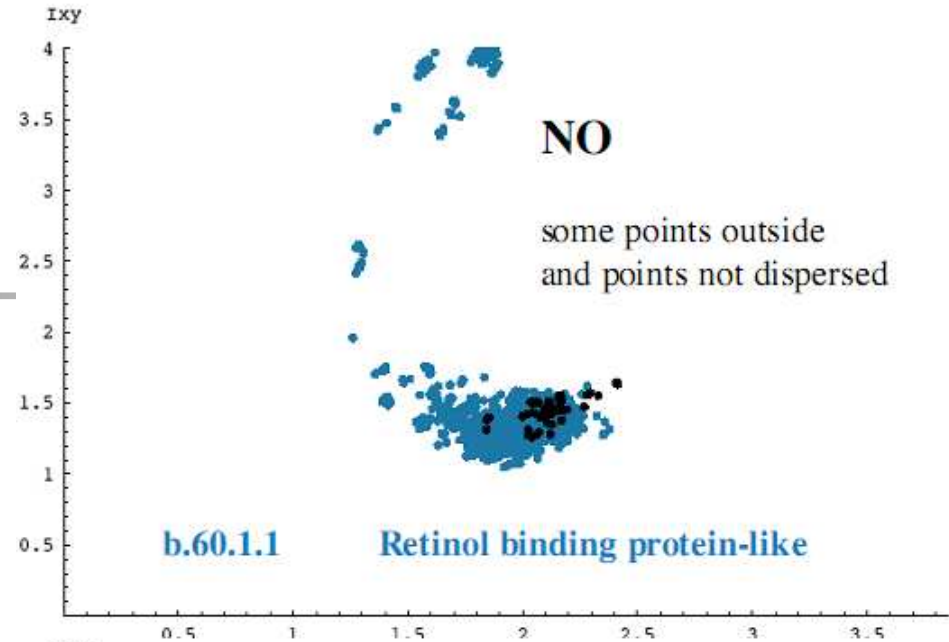 Ixy
4
3.5
NO
3
some points outside
2.5
and points not dispersed
2
1.5
1
0.5
b.60.1.1 Retinol binding protein-like
0.5 1 1.5 2 2.5 3 3.5